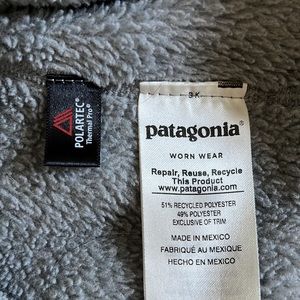 POLARTEC®
Thermal Pro®
patagonia®
WORN WEAR
Repair, Reuse, Recycle
This Product
www.patagonia.com
51% RECYCLED POLYESTER
49% POLYESTER
EXCLUSIVE OF TRIM
MADE IN MEXICO
FABRIQUÉ AU MEXIQUE
HECHO EN MEXICO